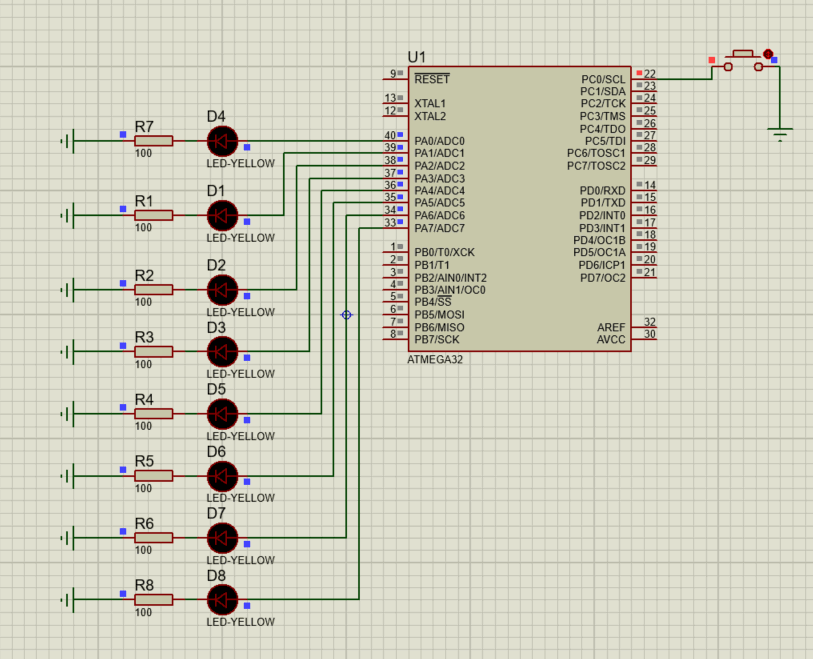 U1
9 RESET
13 XTAL1
12 XTAL2
40 PA0/ADC0
39 PA1/ADC1
38 PA2/ADC2
37 PA3/ADC3
36 PA4/ADC4
35 PA5/ADC5
34 PA6/ADC6
33 PA7/ADC7
1 PB0/T0/XCK
2 PB1/T1
3 PB2/AIN0/INT2
4 PB3/AIN1/OC0
5 PB4/SS
6 PB5/MOSI
7 PB6/MISO
8 PB7/SCK
PC0/SCL 22
PC1/SDA 23
PC2/TCK 24
PC3/TMS 25
PC4/TDO 26
PC5/TDI 27
PC6/TOSC1 28
PC7/TOSC2 29
PD0/RXD 14
PD1/TXD 15
PD2/INT0 16
PD3/INT1 17
PD4/OC1B 18
PD5/OC1A 19
PD6/ICP1 20
PD7/OC2 21
AREF 32
AVCC 30
ATMEGA32
R7 D4
100 LED-YELLOW
R1 D1
100 LED-YELLOW
R2 D2
100 LED-YELLOW
R3 D3
100 LED-YELLOW
R4 D5
100 LED-YELLOW
R5 D6
100 LED-YELLOW
R6 D7
100 LED-YELLOW
R8 D8
100 LED-YELLOW